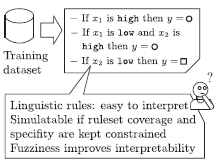 – If x₁ is high then y = O
– If x₁ is low and x₂ is
high then y = O
– If x₂ is low then y = □
Training
dataset
?
Linguistic rules: easy to interpret
Simulatable if ruleset coverage and
specifity are kept constrained
Fuzziness improves interpretability